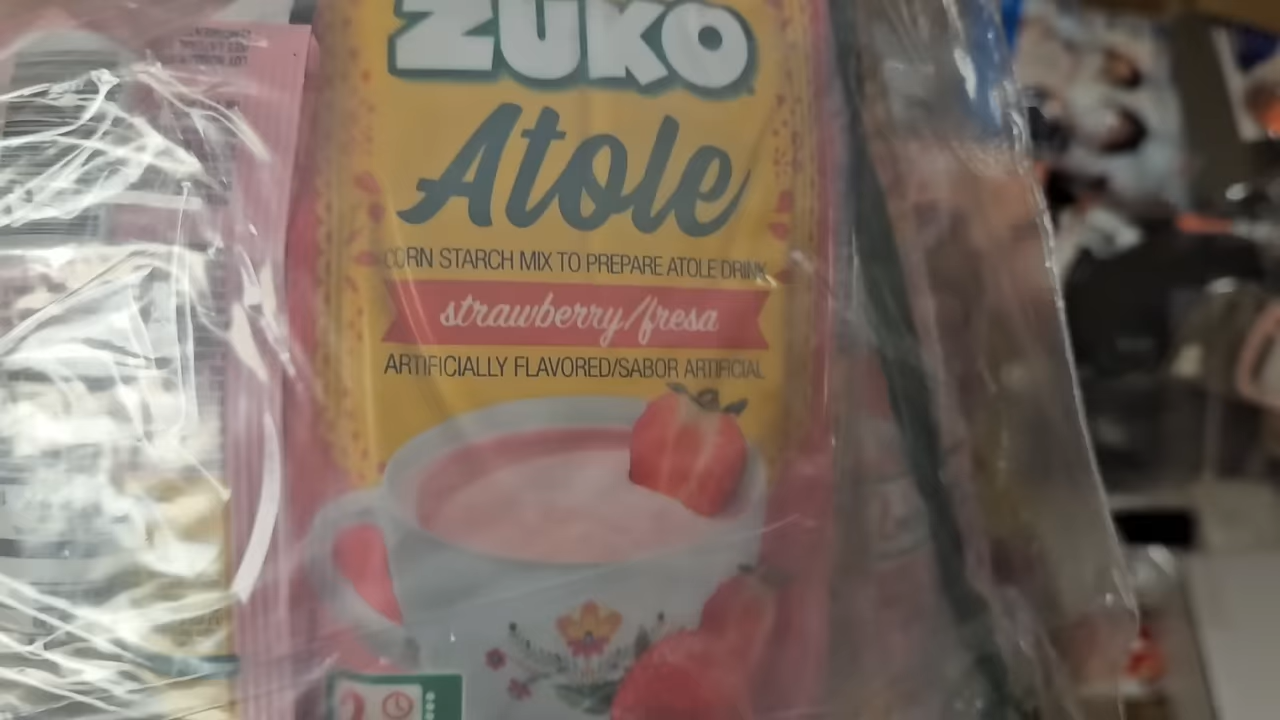 ZUKO
Atole
CORN STARCH MIX TO PREPARE ATOLE DRINK
strawberry/fresa
ARTIFICIALLY FLAVORED/SABOR ARTIFICIAL